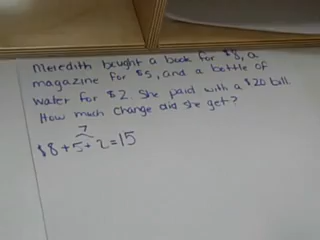 Meredith bought a book for $8, a
magazine for $5, and a bottle of
water for $2. She paid with a $20 bill.
How much change did she get?
7
$8+5+2=15